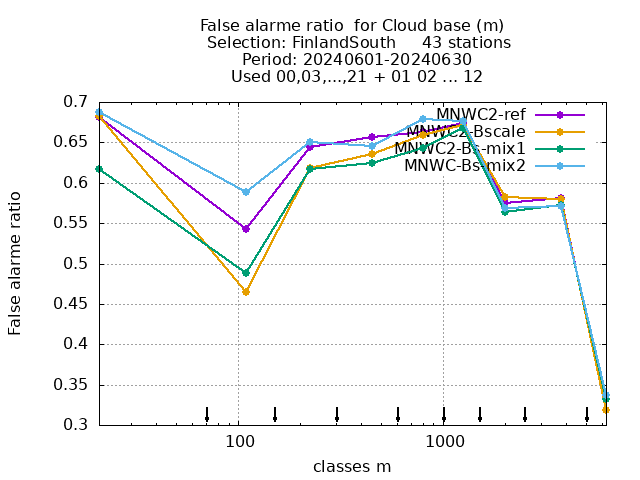 False alarme ratio  for Cloud base (m)
Selection: FinlandSouth     43 stations
Period: 20240601-20240630
Used 00,03,...,21 + 01 02 ... 12
MNWC2-ref
MNWC2-Bscale
MNWC2-Bs-mix1
MNWC-Bs-mix2
False alarme ratio
0.7
0.65
0.6
0.55
0.5
0.45
0.4
0.35
0.3
100
1000
classes m